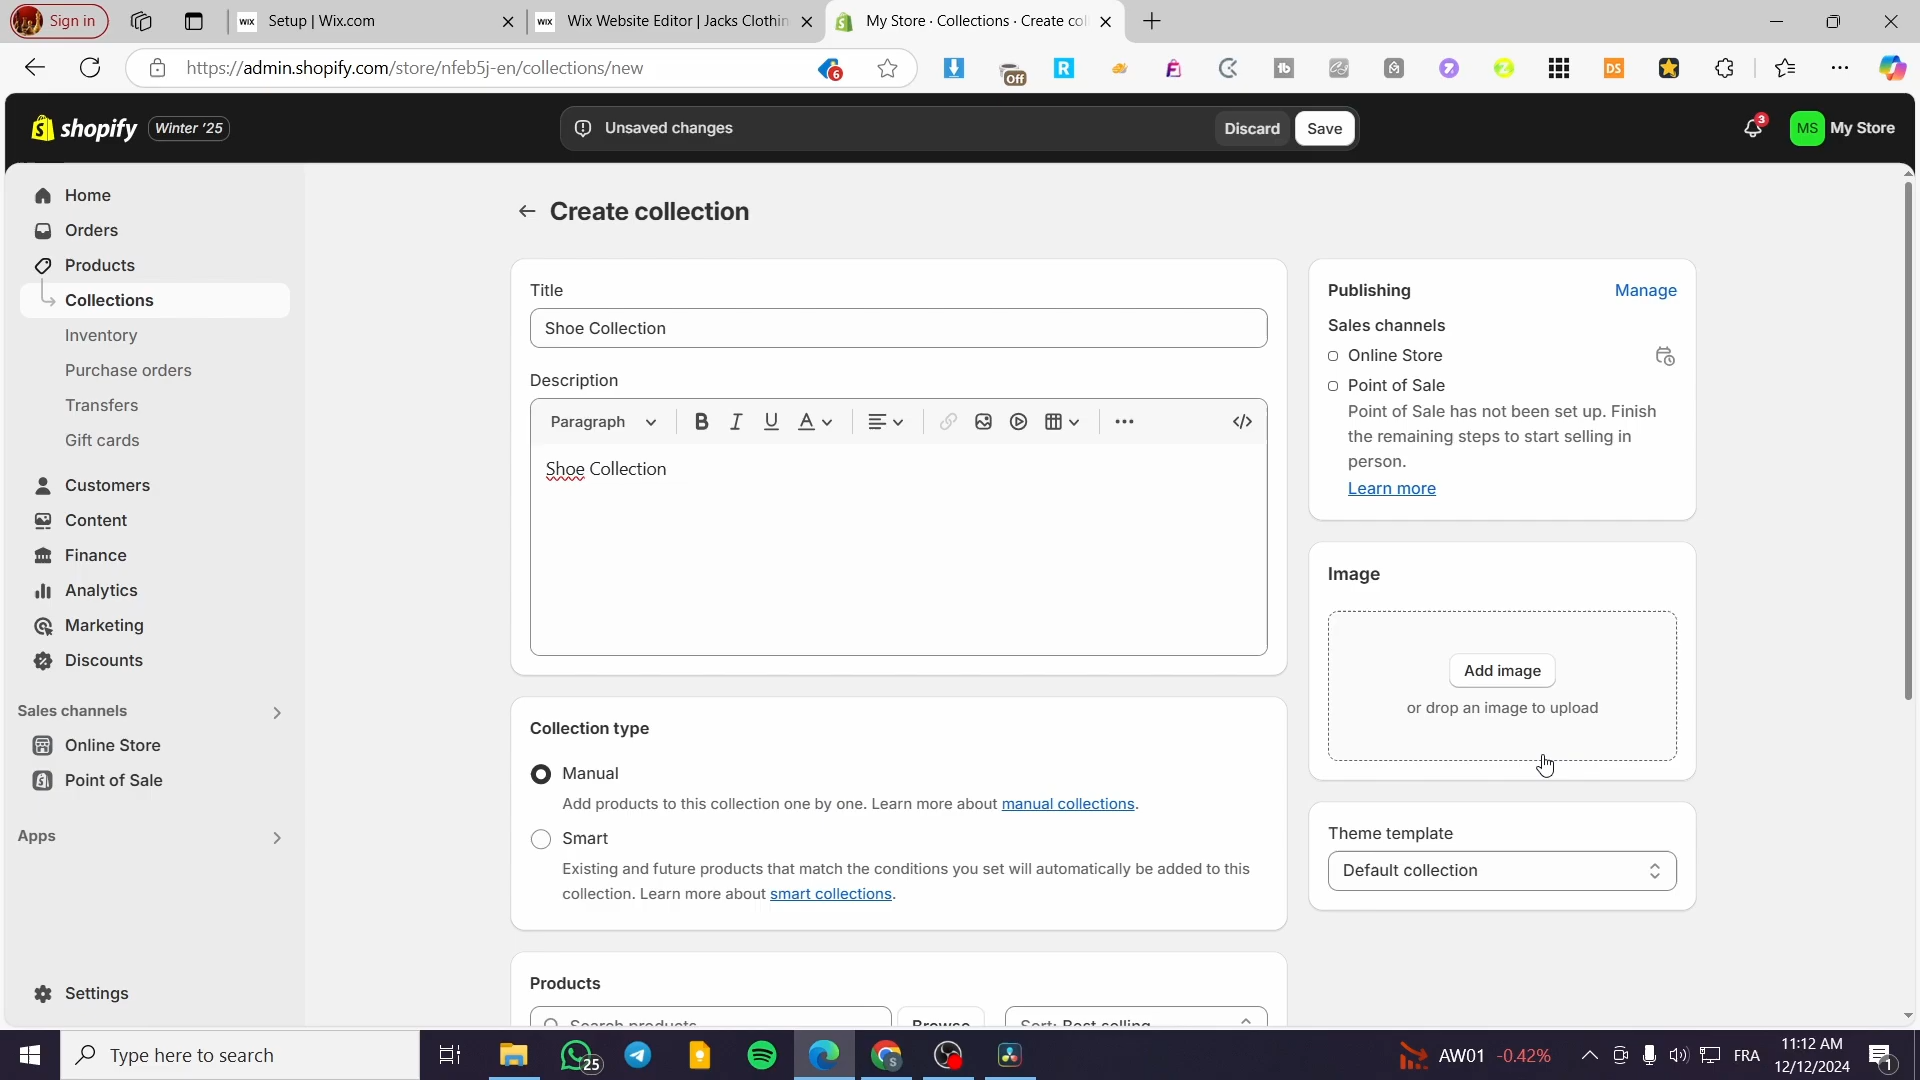 Sign in
Setup | Wix.com
Wix Website Editor | Jacks Clothin
My Store · Collections · Create col
https://admin.shopify.com/store/nfeb5j-en/collections/new
6
Off
R
tb
DS
shopify
Winter '25
Unsaved changes
Discard
Save
3
MS
My Store
Home
Orders
Products
Collections
Inventory
Purchase orders
Transfers
Gift cards
Customers
Content
Finance
Analytics
Marketing
Discounts
Sales channels
Online Store
Point of Sale
Apps
Settings
Create collection
Title
Shoe Collection
Description
Paragraph
B I U A
Shoe Collection
Collection type
Manual
Add products to this collection one by one. Learn more about manual collections.
Smart
Existing and future products that match the conditions you set will automatically be added to this
collection. Learn more about smart collections.
Products
Search products
Browse
Sort: Best selling
Publishing
Manage
Sales channels
Online Store
Point of Sale
Point of Sale has not been set up. Finish
the remaining steps to start selling in
person.
Learn more
Image
Add image
or drop an image to upload
Theme template
Default collection
Type here to search
25
AW01 -0.42%
FRA
11:12 AM
12/12/2024
1